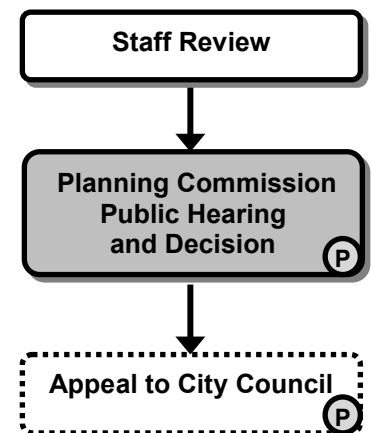 Staff Review
Planning Commission
Public Hearing
and Decision
P
Appeal to City Council
P